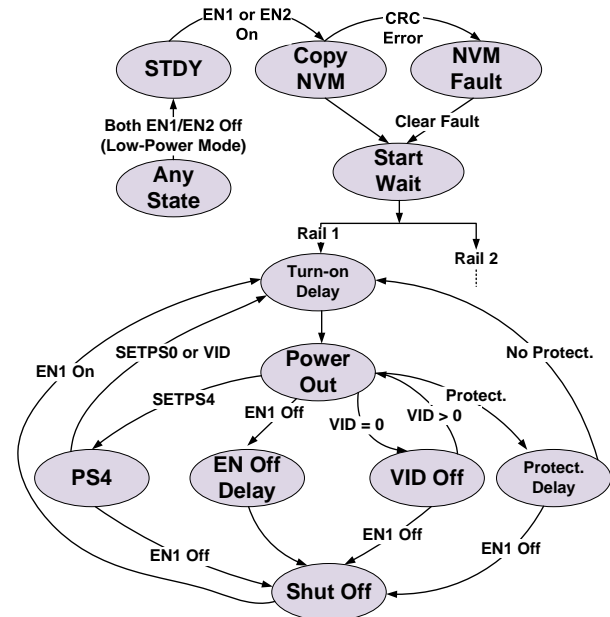 EN1 or EN2
On
CRC
Error
STDY
Copy
NVM
NVM
Fault
Both EN1/EN2 Off
(Low-Power Mode)
Clear Fault
Any
State
Start
Wait
Rail 1
Rail 2
Turn-on
Delay
SETPS0 or VID
EN1 On
No Protect.
Power
Out
SETPS4
EN1 Off
VID = 0
VID > 0
Protect.
PS4
EN Off
Delay
VID Off
Protect.
Delay
EN1 Off
EN1 Off
EN1 Off
Shut Off